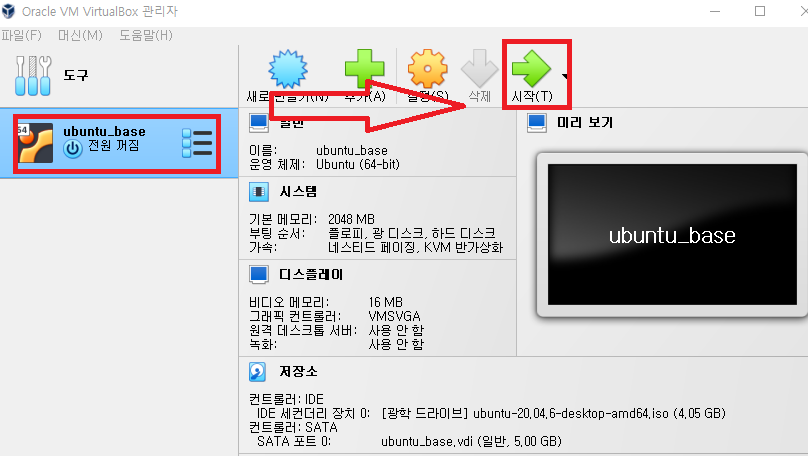 Oracle VM VirtualBox 관리자
파일(F) 머신(M) 도움말(H)
도구
새로 만들기(N) 추가(A) 설정(S) 삭제 시작(T)
64
ubuntu_base
전원 꺼짐
일반
이름: ubuntu_base
운영 체제: Ubuntu (64-bit)
시스템
기본 메모리: 2048 MB
부팅 순서: 플로피, 광 디스크, 하드 디스크
가속: 네스티드 페이징, KVM 반가상화
디스플레이
비디오 메모리: 16 MB
그래픽 컨트롤러: VMSVGA
원격 데스크톱 서버: 사용 안 함
녹화: 사용 안 함
저장소
컨트롤러: IDE
IDE 세컨더리 장치 0: [광학 드라이브] ubuntu-20.04.6-desktop-amd64.iso (4.05 GB)
컨트롤러: SATA
SATA 포트 0: ubuntu_base.vdi (일반, 5.00 GB)
미리 보기
ubuntu_base